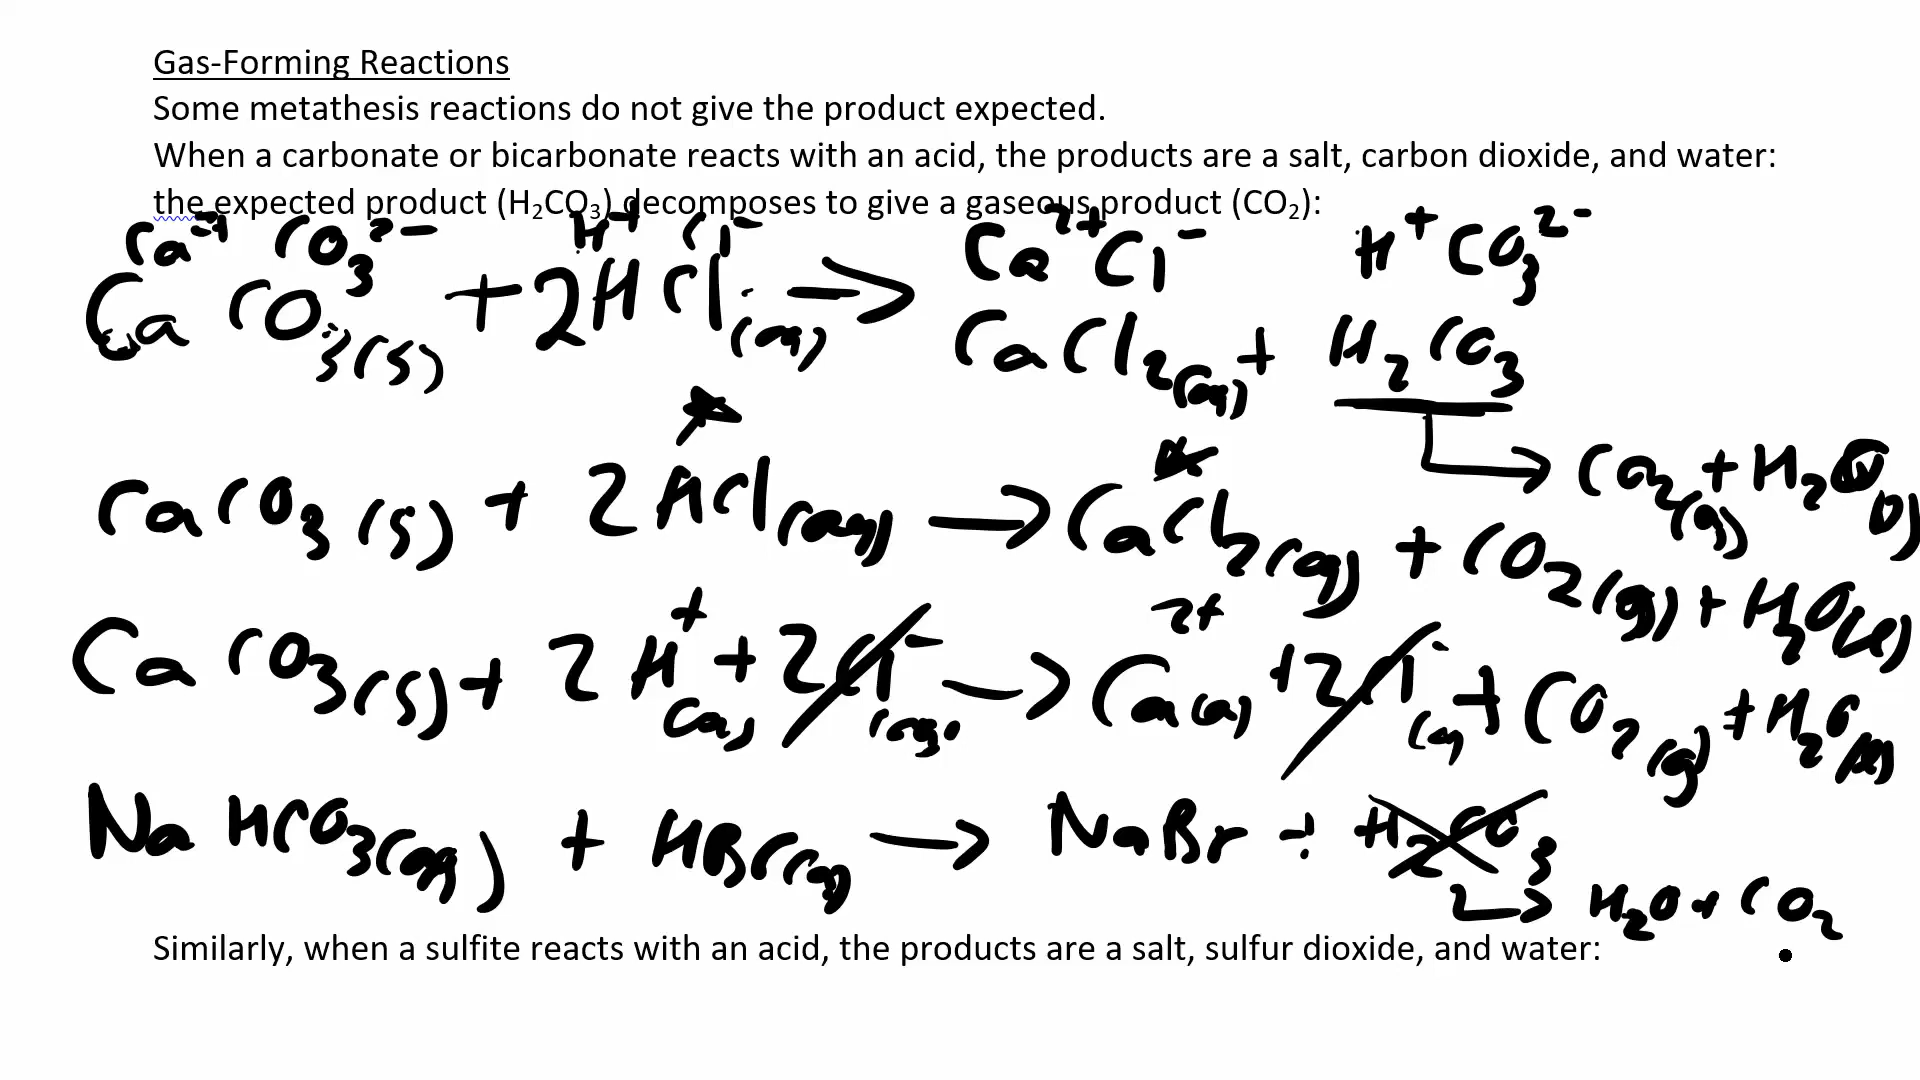 Gas-Forming Reactions
Some metathesis reactions do not give the product expected.
When a carbonate or bicarbonate reacts with an acid, the products are a salt, carbon dioxide, and water:
the expected product (H₂CO₃) decomposes to give a gaseous product (CO₂):
Ca²⁺ CO₃²⁻ H⁺ Cl⁻ Ca²⁺ Cl⁻ H⁺ CO₃²⁻
CaCO₃(s) + 2HCl(aq) → CaCl₂(aq) + H₂CO₃
→ CO₂(g) + H₂O(l)
CaCO₃(s) + 2HCl(aq) → CaCl₂(aq) + CO₂(g) + H₂O(l)
CaCO₃(s) + 2H⁺(aq) + 2Cl⁻(aq) → Ca²⁺(aq) + 2Cl⁻(aq) + CO₂(g) + H₂O(l)
NaHCO₃(aq) + HBr(aq) → NaBr + H₂CO₃
→ H₂O + CO₂
Similarly, when a sulfite reacts with an acid, the products are a salt, sulfur dioxide, and water: